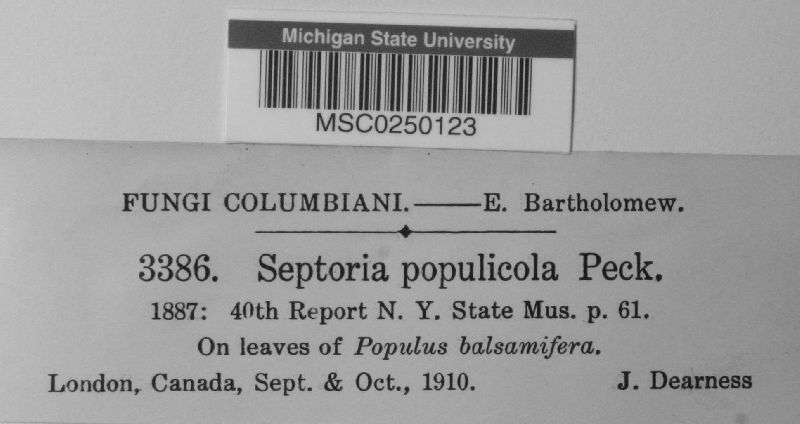 Michigan State University
MSC0250123
FUNGI COLUMBIANI.——E. Bartholomew.
3386. Septoria populicola Peck.
1887: 40th Report N. Y. State Mus. p. 61.
On leaves of Populus balsamifera.
London, Canada, Sept. & Oct., 1910. J. Dearness